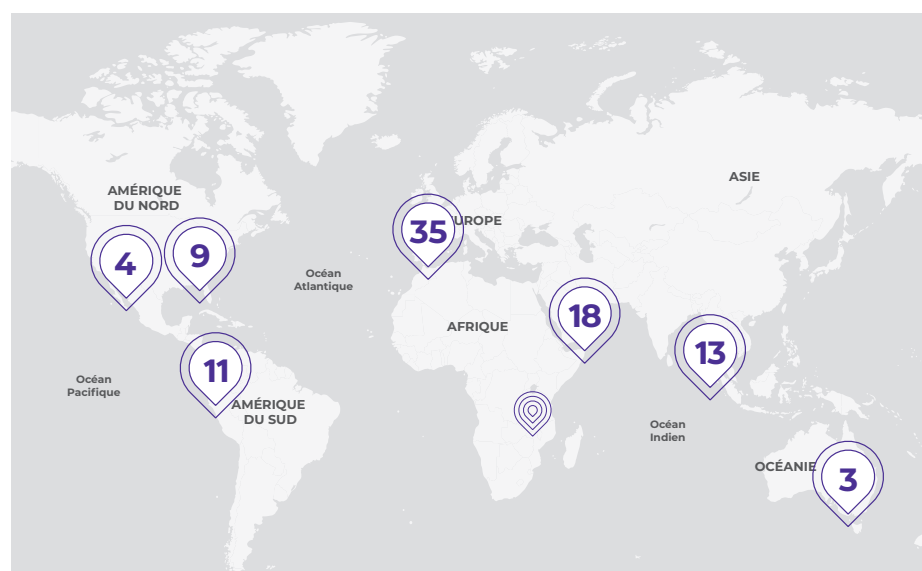 ASIE
AMÉRIQUE
DU NORD
35
EUROPE
4
9
Océan
Atlantique
18
AFRIQUE
13
11
Océan
Pacifique
AMÉRIQUE
DU SUD
Océan
Indien
OCÉANIE
3